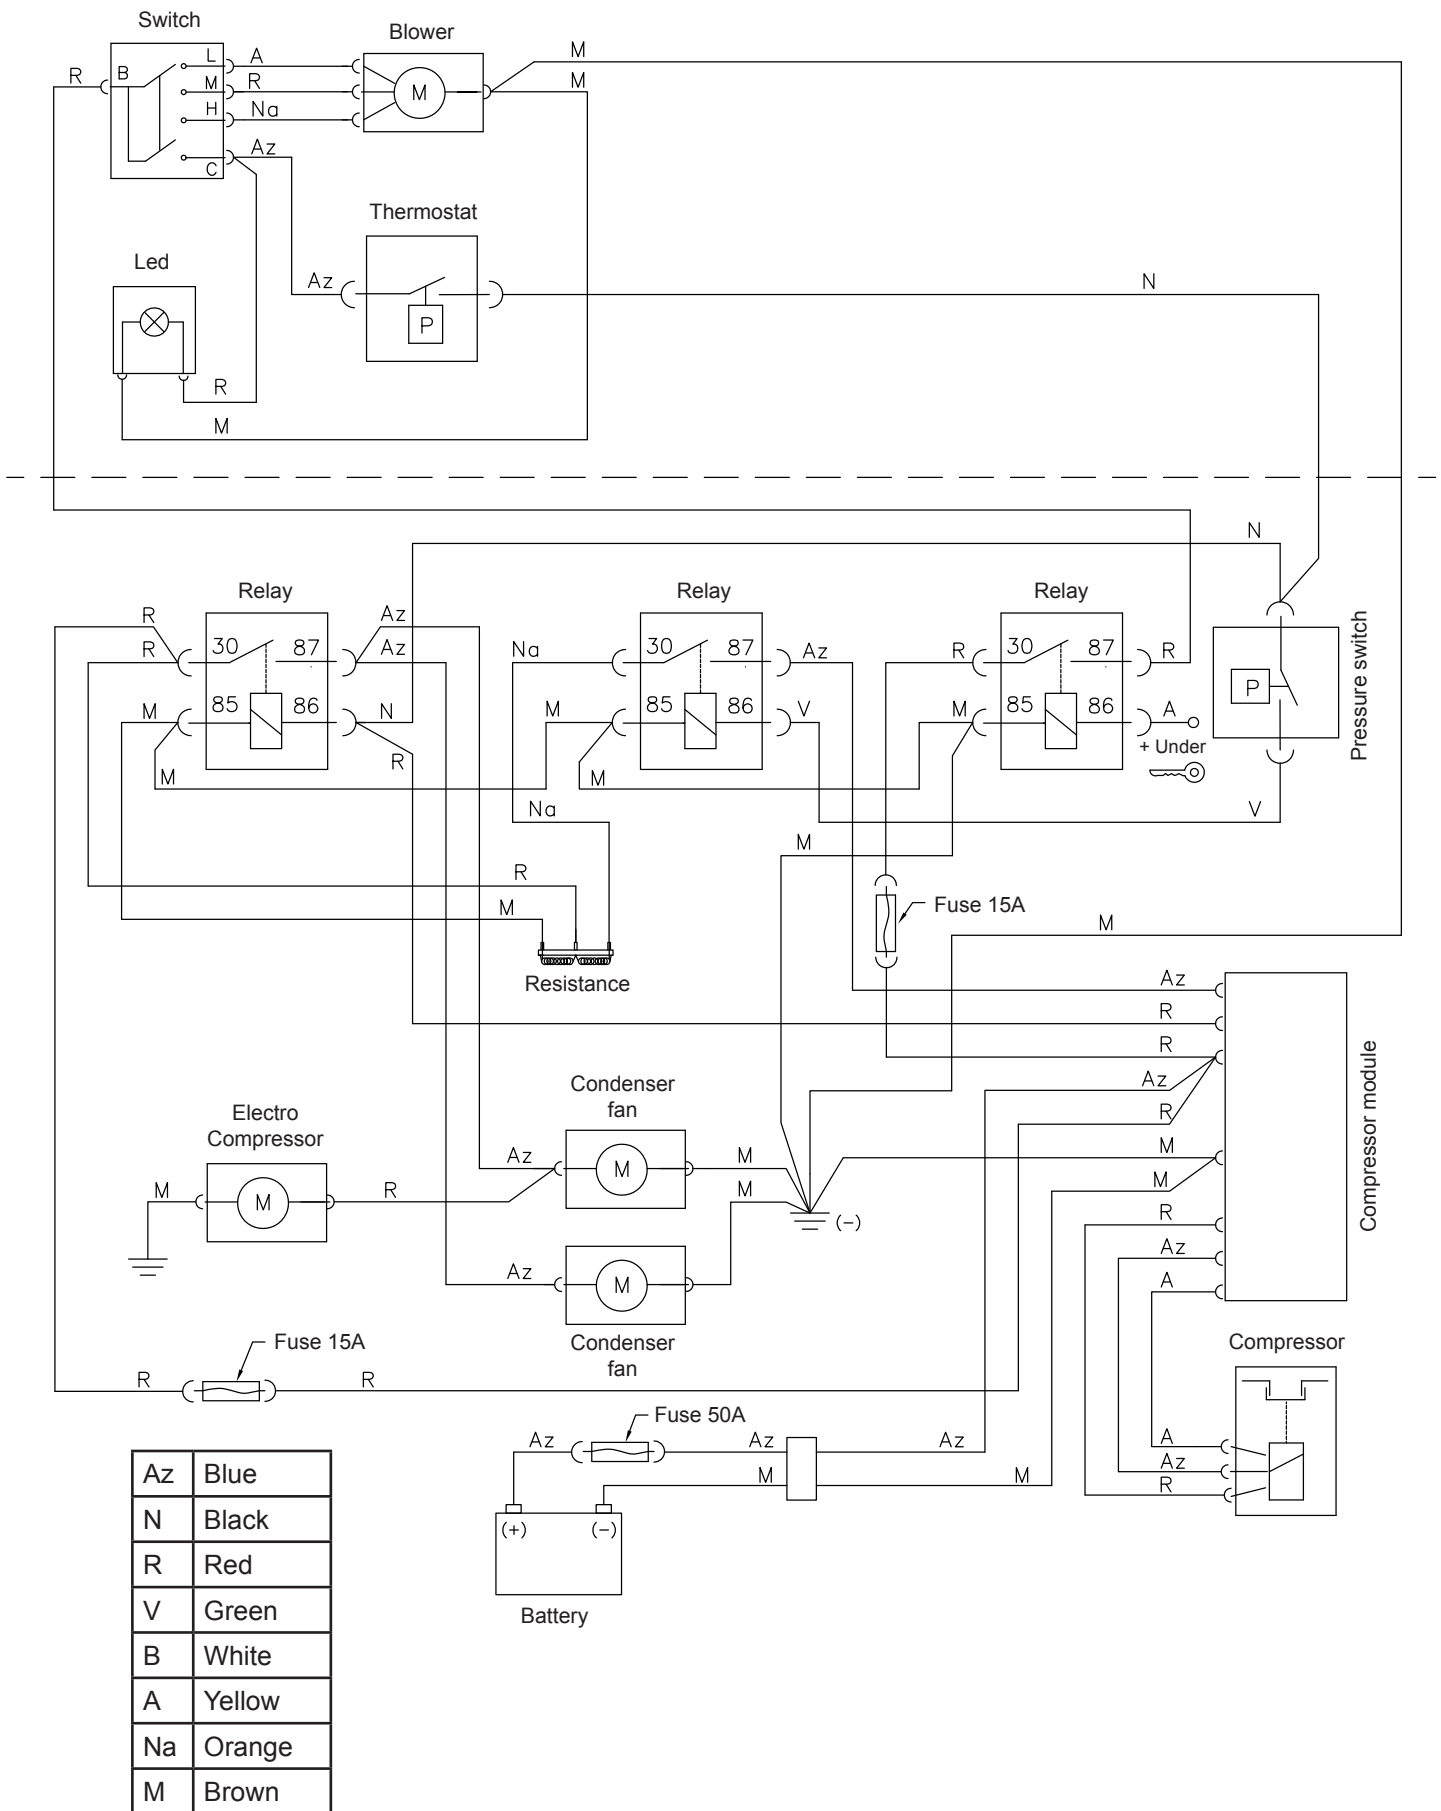 Switch
Blower
M
L
A
R
B
M
R
M
M
H
Na
Az
C
Thermostat
Led
Az
N
P
R
M
N
Relay
Relay
Relay
R
Az
R
30
87
Az
Na
30
87
Az
R
30
87
R
M
85
86
N
M
85
86
V
M
85
86
A
P
Pressure switch
+ Under
R
M
M
Na
V
M
R
M
Fuse 15A
M
Resistance
Az
R
R
Az
R
M
M
R
Az
A
Compressor module
Condenser
fan
Electro
Compressor
Az
M
M
M
M
M
R
M
(-)
Az
M
Condenser
fan
Fuse 15A
R
R
Compressor
Fuse 50A
Az
Az
Az
M
M
A
Az
R
(+)
(-)
Battery
Az Blue
N Black
R Red
V Green
B White
A Yellow
Na Orange
M Brown